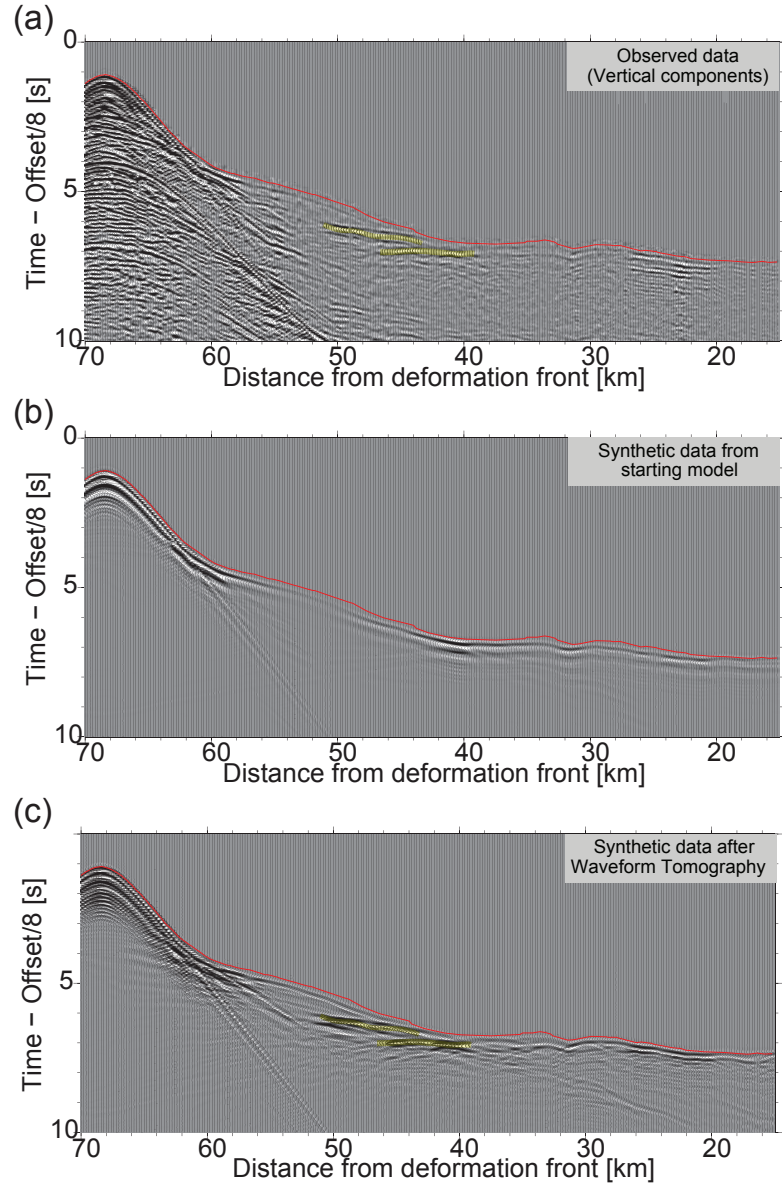 (a)
0
Observed data
(Vertical components)
5
Time − Offset/8 [s]
10
70 60 50 40 30 20
Distance from deformation front [km]
(b)
0
Synthetic data from
starting model
5
Time − Offset/8 [s]
10
70 60 50 40 30 20
Distance from deformation front [km]
(c)
Synthetic data after
Waveform Tomography
5
Time − Offset/8 [s]
10
70 60 50 40 30 20
Distance from deformation front [km]